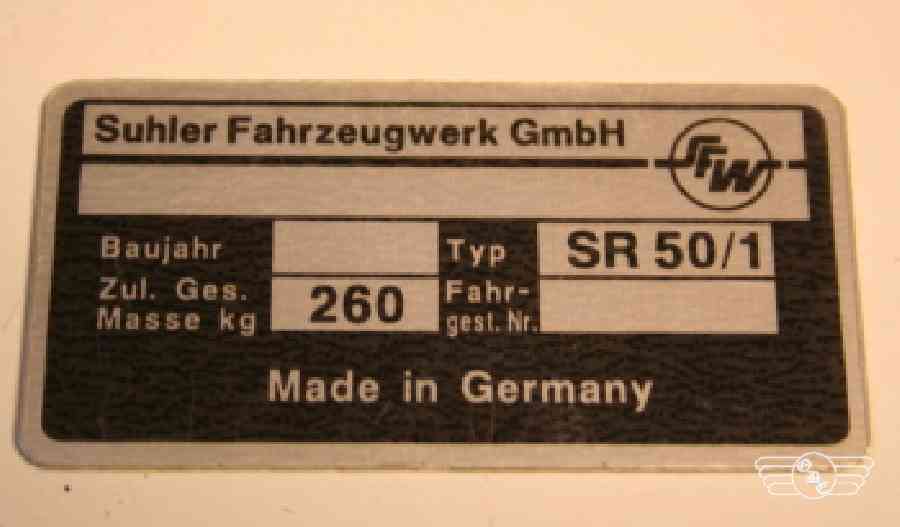 Suhler Fahrzeugwerk GmbH
SFW
Baujahr
Typ SR 50/1
Zul. Ges.
Masse kg 260
Fahr-
gest. Nr.
Made in Germany